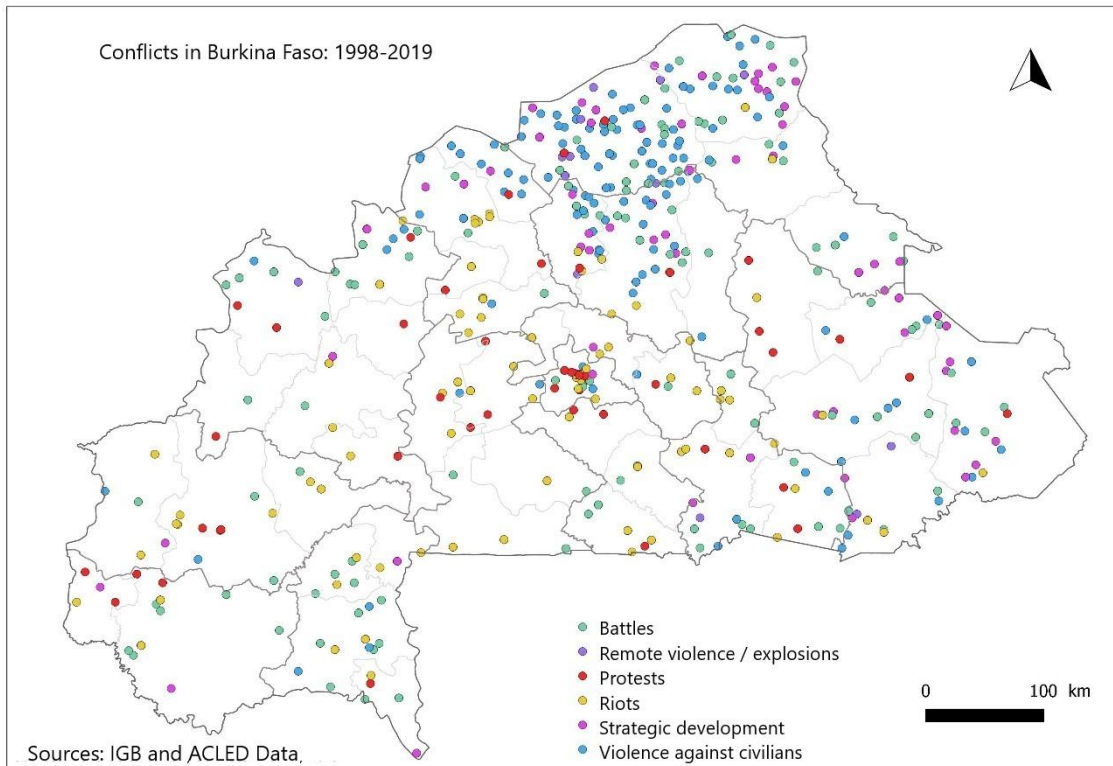 Conflicts in Burkina Faso: 1998-2019
Battles
Remote violence / explosions
Protests
Riots
Strategic development
Violence against civilians
0 100 km
Sources: IGB and ACLED Data,